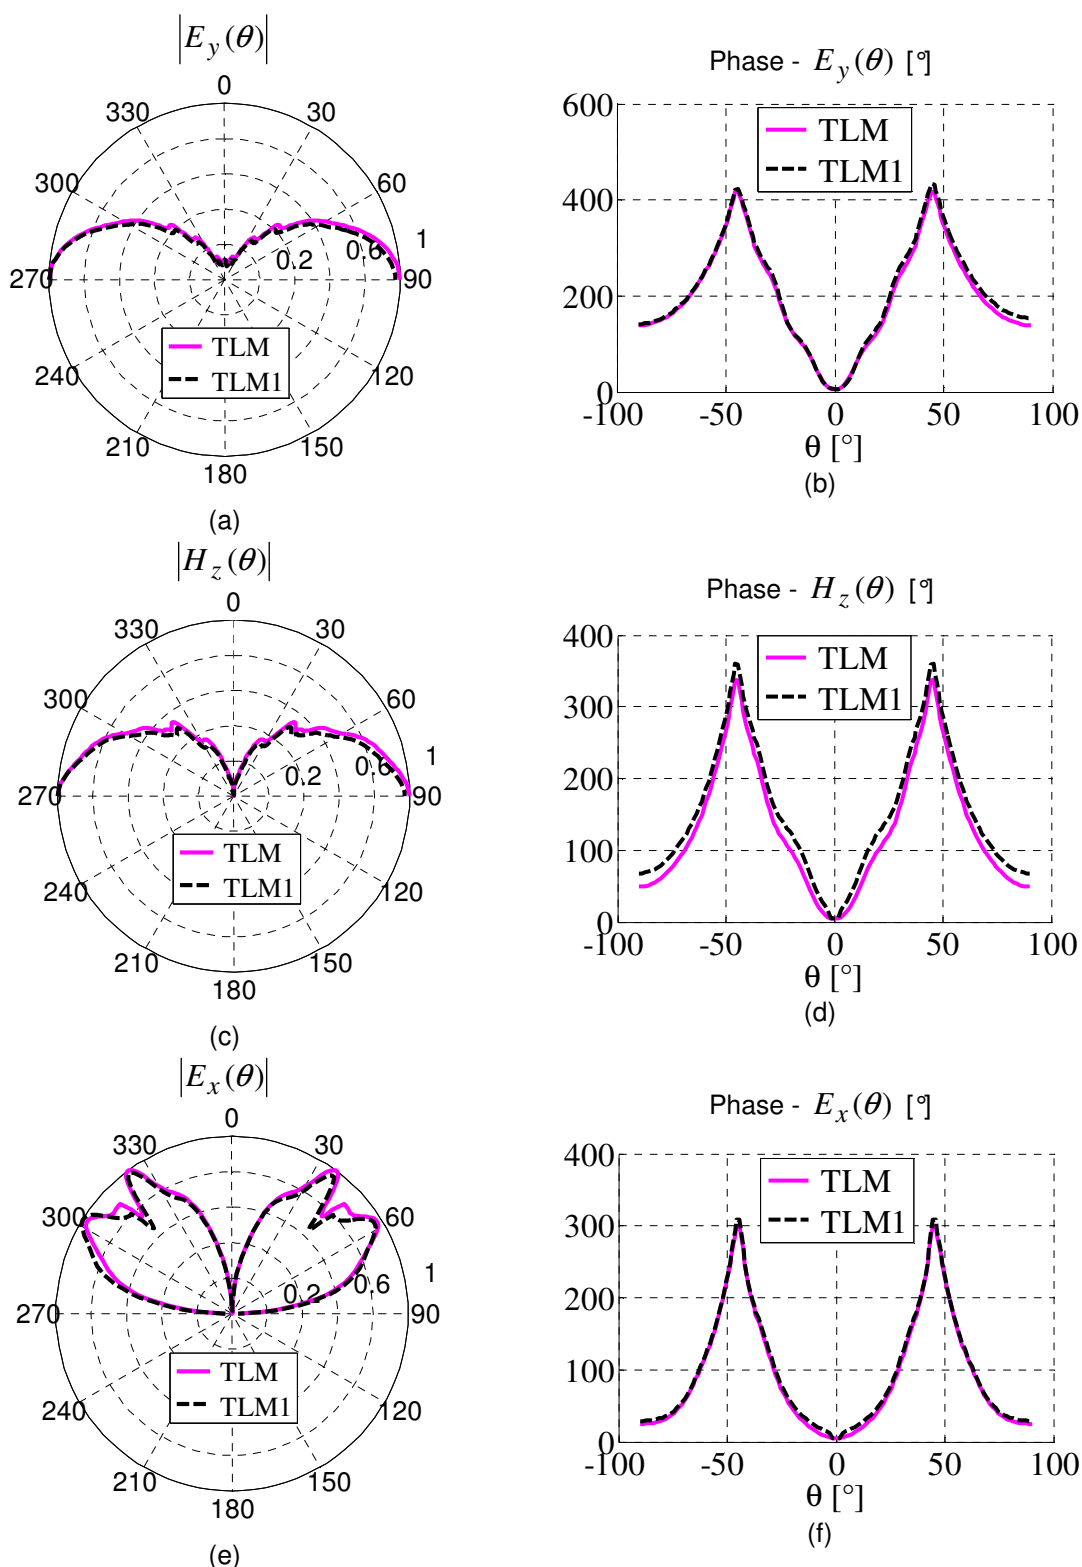 |E_y(θ)|
0
330
30
300
60
1
0.6
0.2
270
90
TLM
TLM1
240
120
210
150
180
(a)
Phase - E_y(θ) [°]
600
TLM
TLM1
400
200
0
-100
-50
0
50
100
θ [°]
(b)
|H_z(θ)|
0
330
30
300
60
1
0.6
0.2
270
90
TLM
TLM1
240
120
210
150
180
(c)
Phase - H_z(θ) [°]
400
TLM
TLM1
300
200
100
0
-100
-50
0
50
100
θ [°]
(d)
|E_x(θ)|
0
330
30
300
60
1
0.6
0.2
270
90
TLM
TLM1
240
120
210
150
180
(e)
Phase - E_x(θ) [°]
400
TLM
TLM1
300
200
100
0
-100
-50
0
50
100
θ [°]
(f)